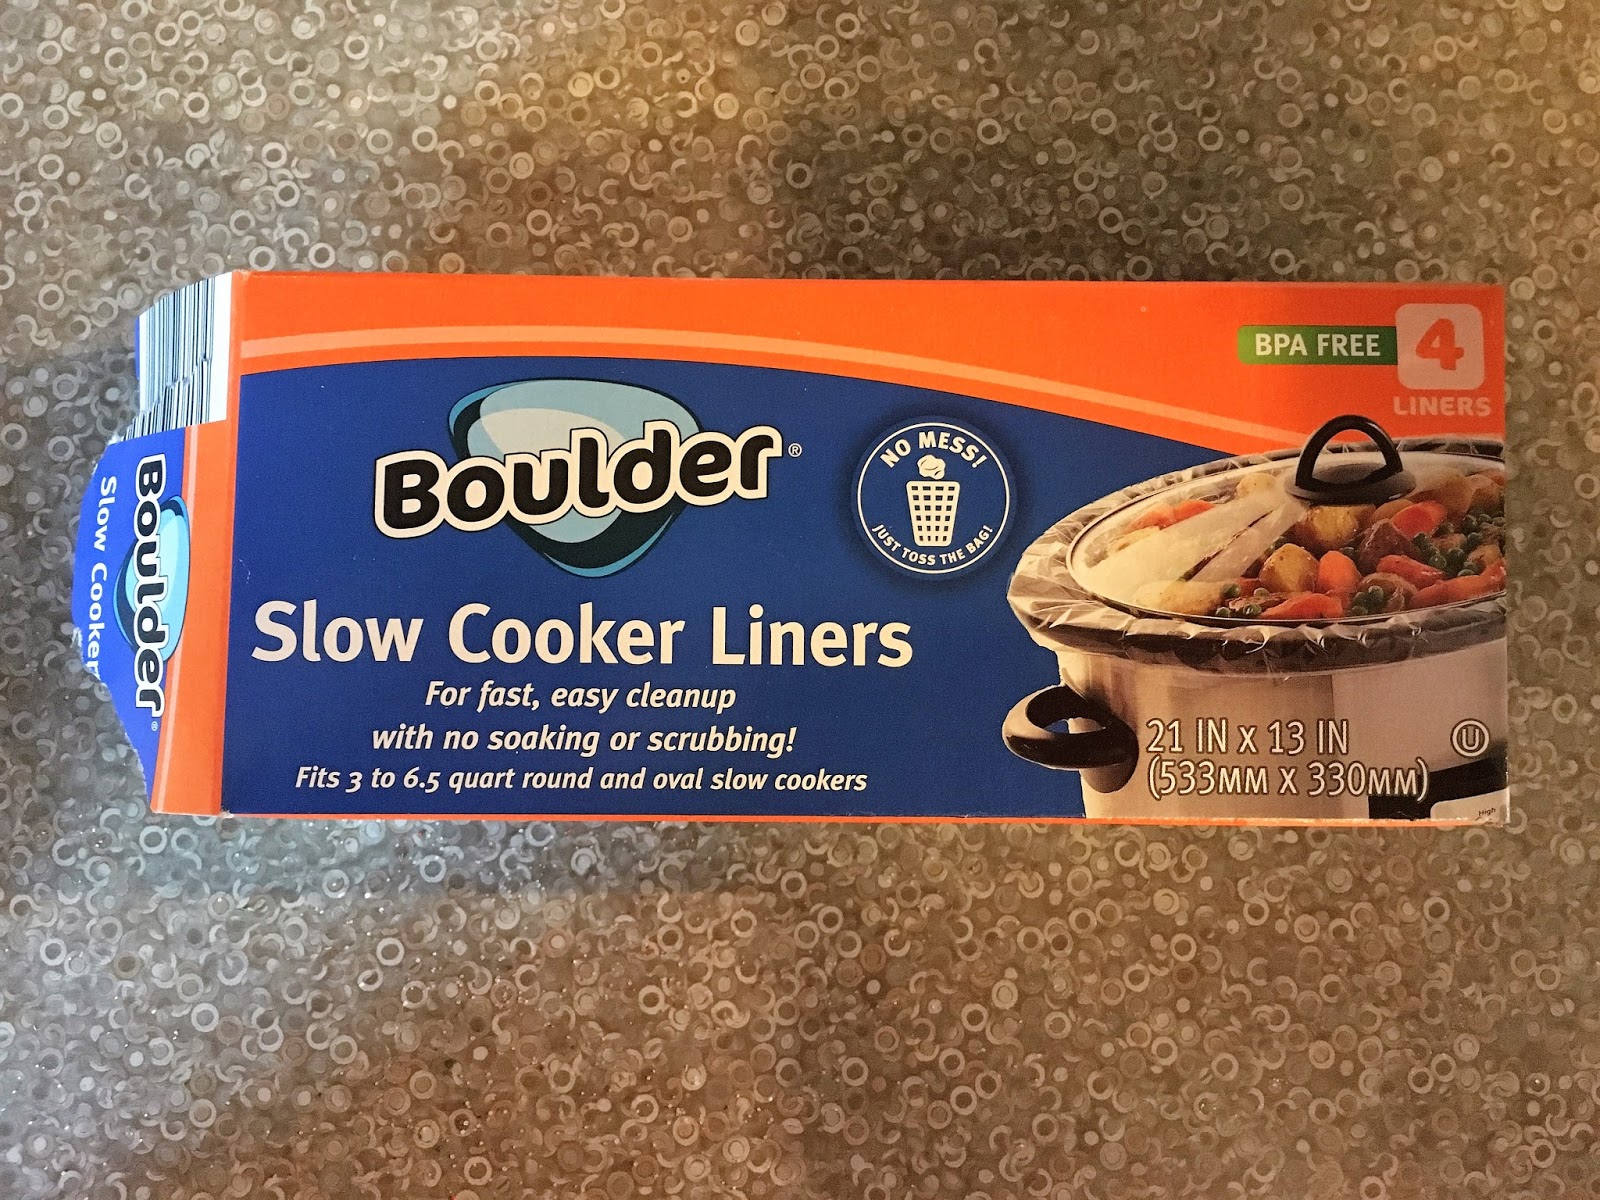 BPA FREE
4
LINERS
Boulder®
NO MESS!
JUST TOSS THE BAG!
Slow Cooker Liners
For fast, easy cleanup
with no soaking or scrubbing!
Fits 3 to 6.5 quart round and oval slow cookers
21 IN x 13 IN
(533MM X 330MM)
U
High
Boulder®
Slow Cooker